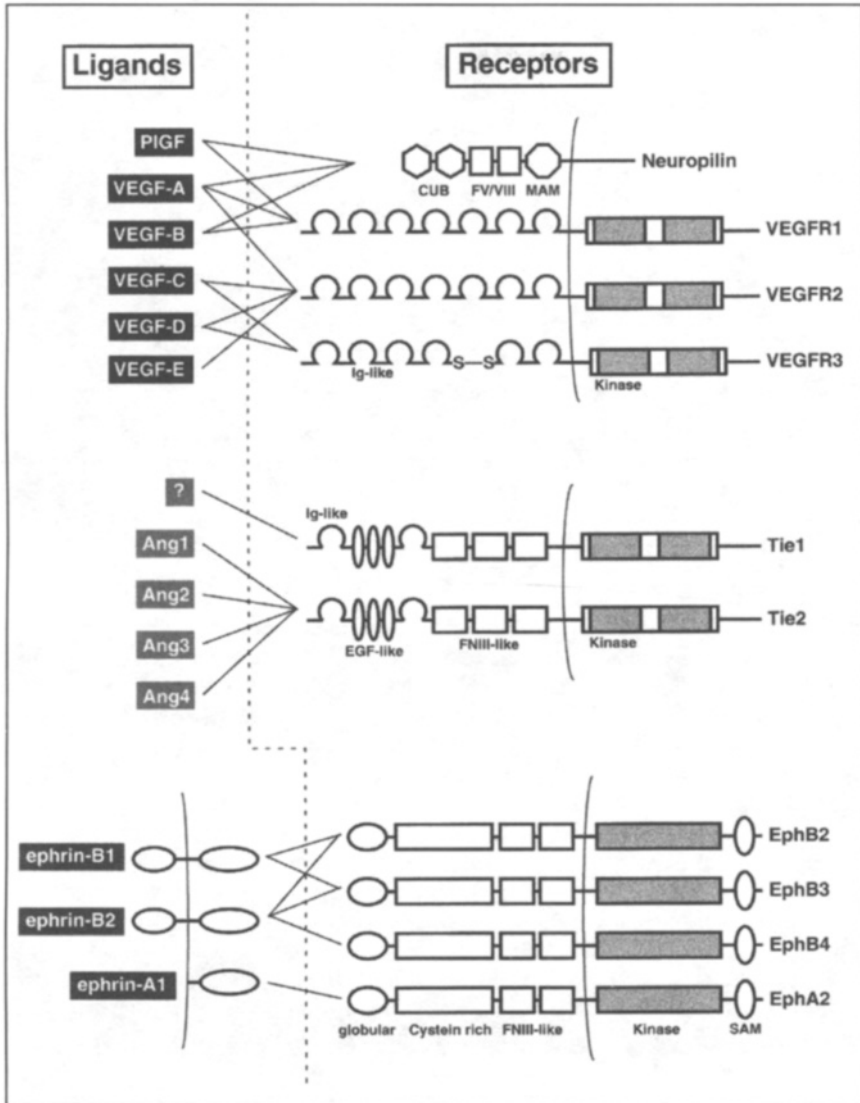 Ligands
Receptors
PlGF
VEGF-A
VEGF-B
VEGF-C
VEGF-D
VEGF-E
CUB FV/VIII MAM
Neuropilin
VEGFR1
VEGFR2
Ig-like
S S
Kinase
VEGFR3
?
Ang1
Ang2
Ang3
Ang4
Ig-like
Tie1
EGF-like FNIII-like Kinase
Tie2
ephrin-B1
ephrin-B2
ephrin-A1
EphB2
EphB3
EphB4
EphA2
globular Cystein rich FNIII-like Kinase SAM